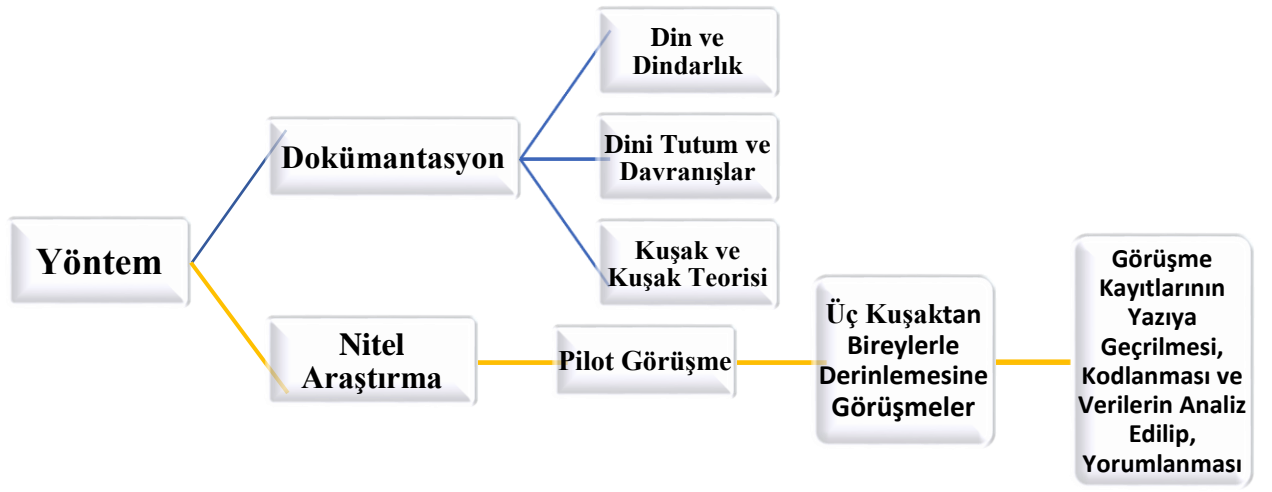 Yöntem
Dokümantasyon
Din ve
Dindarlık
Dini Tutum ve
Davranışlar
Kuşak ve
Kuşak Teorisi
Nitel
Araştırma
Pilot Görüşme
Üç Kuşaktan
Bireylerle
Derinlemesine
Görüşmeler
Görüşme
Kayıtlarının
Yazıya
Geçrilmesi,
Kodlanması ve
Verilerin Analiz
Edilip,
Yorumlanması